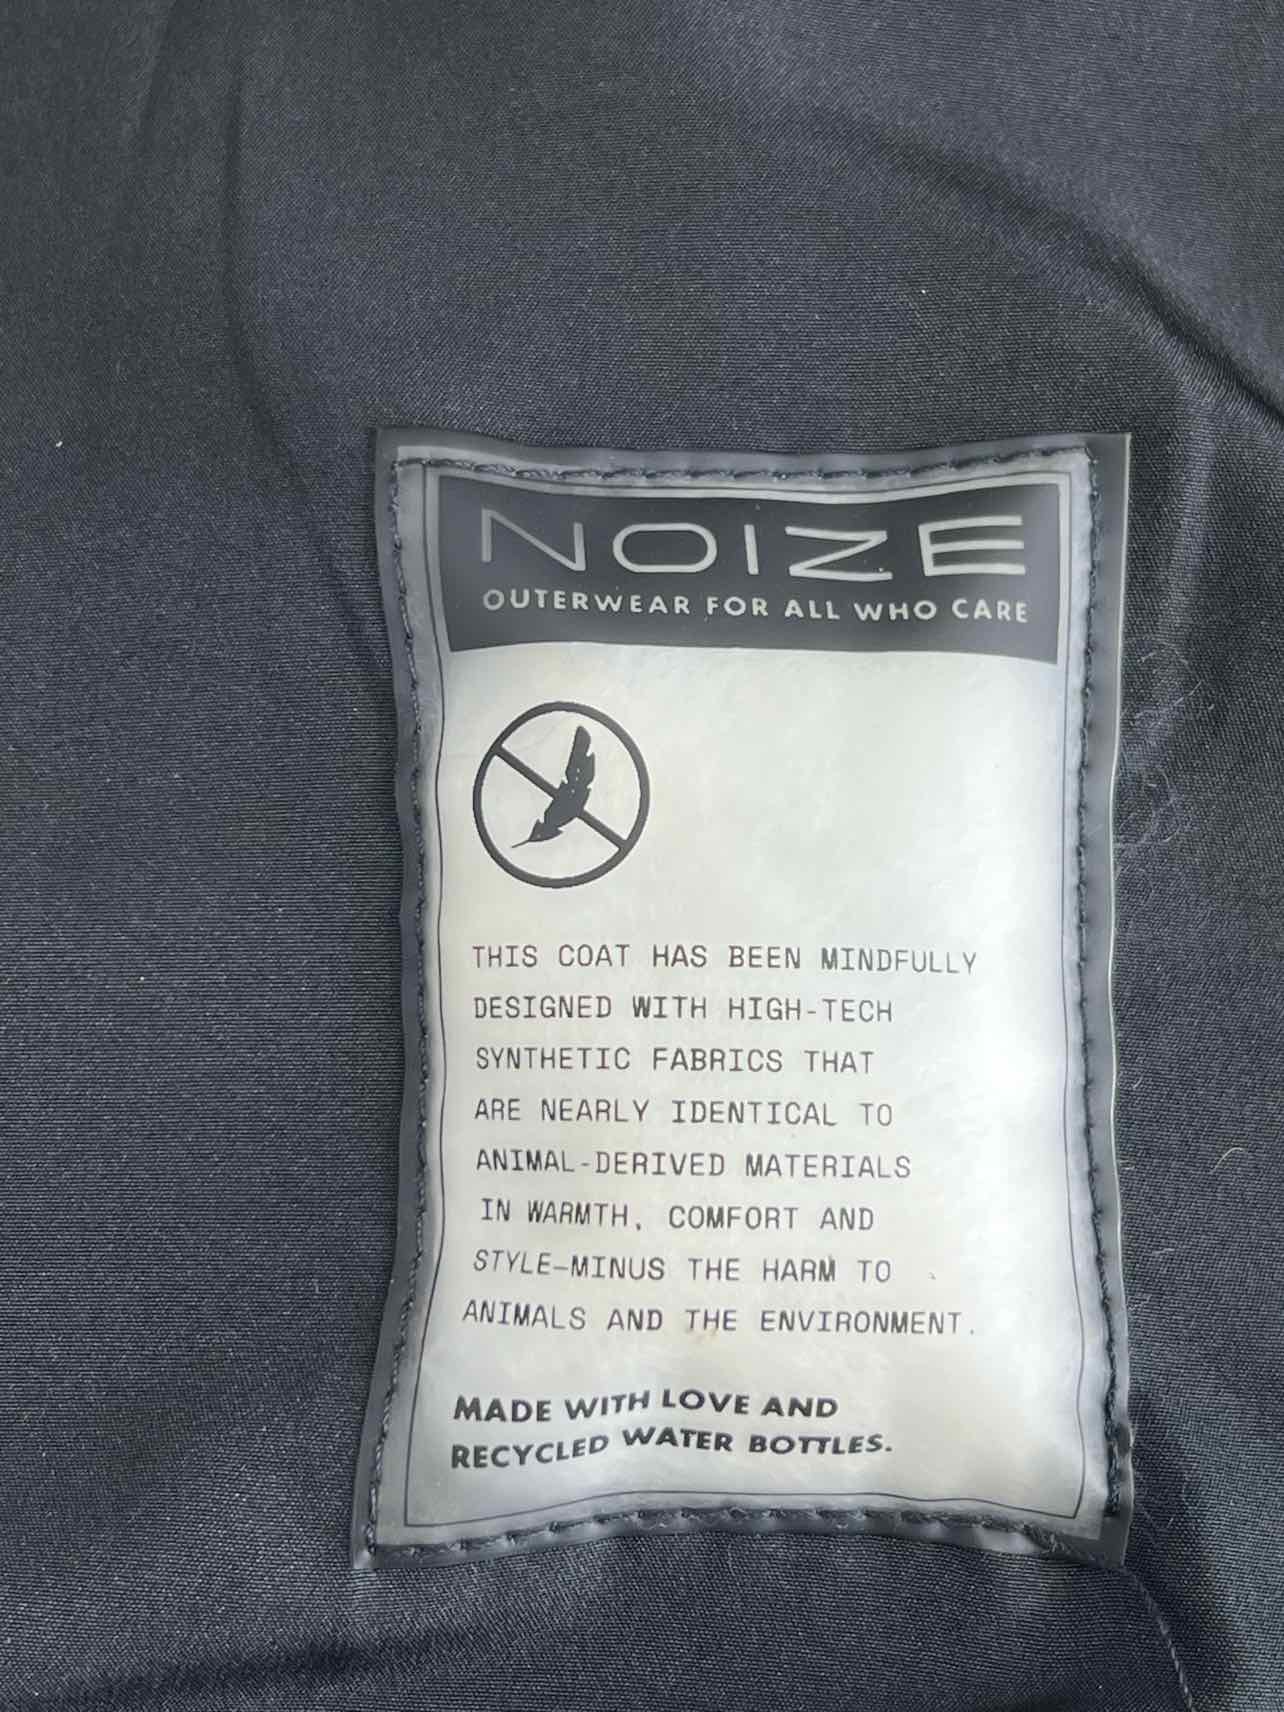 NOIZE
OUTERWEAR FOR ALL WHO CARE
THIS COAT HAS BEEN MINDFULLY
DESIGNED WITH HIGH-TECH
SYNTHETIC FABRICS THAT
ARE NEARLY IDENTICAL TO
ANIMAL-DERIVED MATERIALS
IN WARMTH, COMFORT AND
STYLE-MINUS THE HARM TO
ANIMALS AND THE ENVIRONMENT.
MADE WITH LOVE AND
RECYCLED WATER BOTTLES.